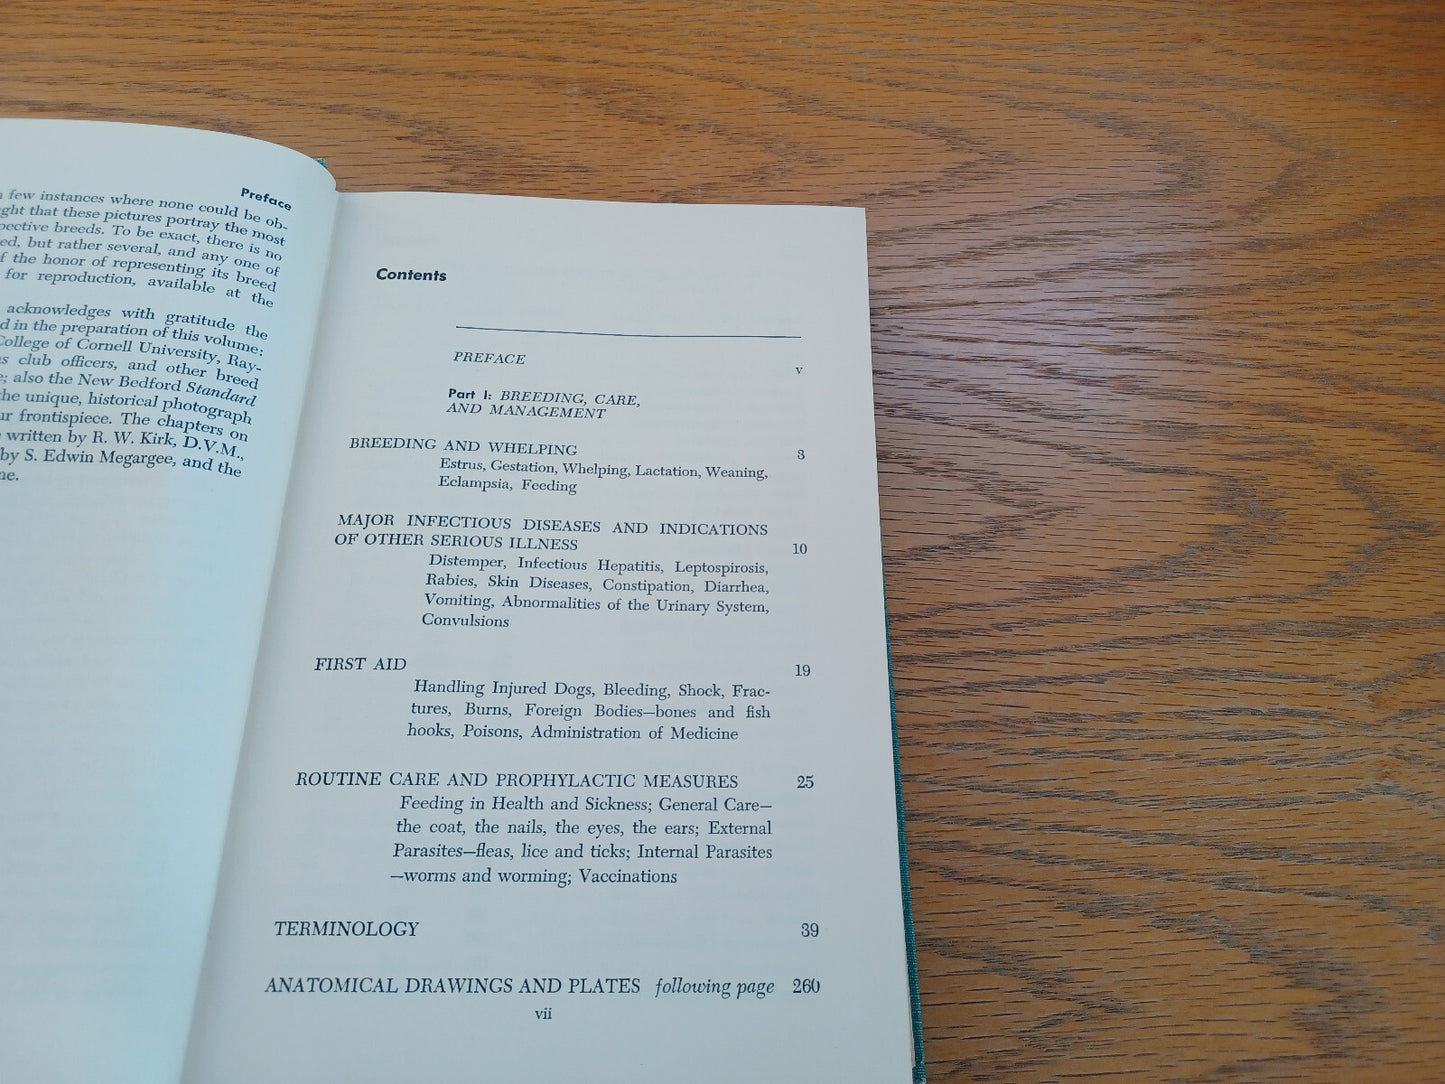 Preface
few instances where none could be ob-
ght that these pictures portray the most
pective breeds. To be exact, there is no
ed, but rather several, and any one of
f the honor of representing its breed
for reproduction, available at the
acknowledges with gratitude the
d in the preparation of this volume:
College of Cornell University, Ray-
s club officers, and other breed
e; also the New Bedford Standard
the unique, historical photograph
ur frontispiece. The chapters on
written by R. W. Kirk, D.V.M.,
by S. Edwin Megargee, and the
ne.
Contents
PREFACE v
Part I: BREEDING, CARE,
AND MANAGEMENT
BREEDING AND WHELPING 3
Estrus, Gestation, Whelping, Lactation, Weaning,
Eclampsia, Feeding
MAJOR INFECTIOUS DISEASES AND INDICATIONS
OF OTHER SERIOUS ILLNESS 10
Distemper, Infectious Hepatitis, Leptospirosis,
Rabies, Skin Diseases, Constipation, Diarrhea,
Vomiting, Abnormalities of the Urinary System,
Convulsions
FIRST AID 19
Handling Injured Dogs, Bleeding, Shock, Frac-
tures, Burns, Foreign Bodies—bones and fish
hooks, Poisons, Administration of Medicine
ROUTINE CARE AND PROPHYLACTIC MEASURES 25
Feeding in Health and Sickness; General Care—
the coat, the nails, the eyes, the ears; External
Parasites—fleas, lice and ticks; Internal Parasites
—worms and worming; Vaccinations
TERMINOLOGY 39
ANATOMICAL DRAWINGS AND PLATES following page 260
vii